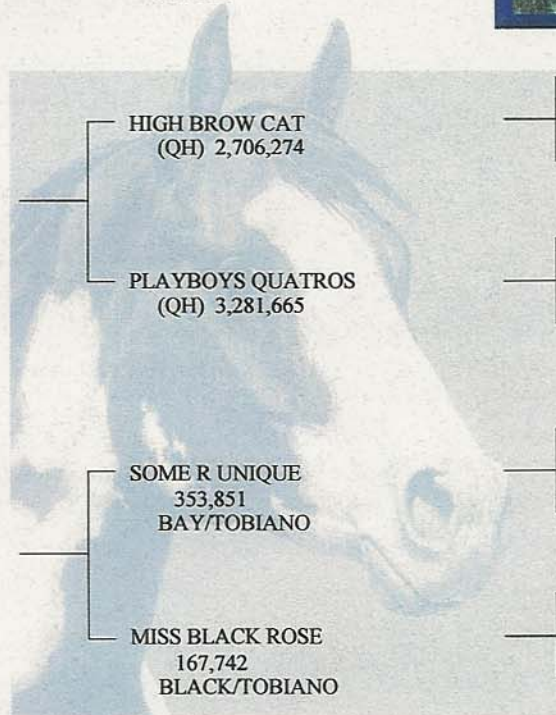 HIGH BROW CAT
(QH) 2,706,274
PLAYBOYS QUATROS
(QH) 3,281,665
SOME R UNIQUE
353,851
BAY/TOBIANO
MISS BLACK ROSE
167,742
BLACK/TOBIANO